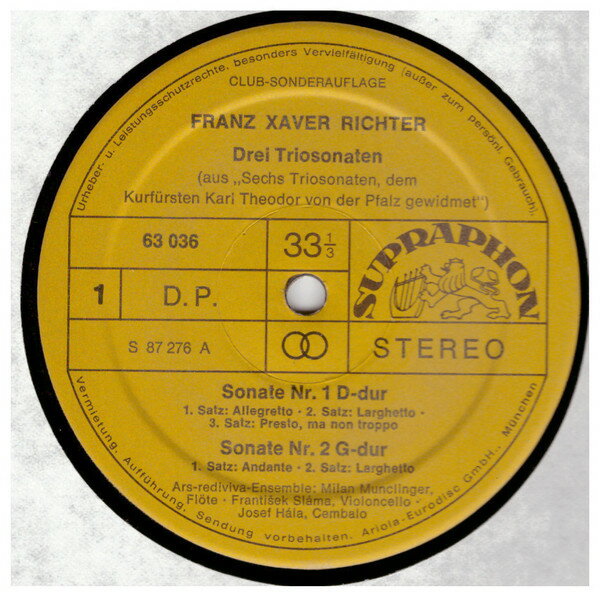 Urheber- u. Leistungsschutzrechte, besonders Vervielfältigung (außer zum persönl. Gebrauch),
CLUB-SONDERAUFLAGE
FRANZ XAVER RICHTER
Drei Triosonaten
(aus „Sechs Triosonaten, dem
Kurfürsten Karl Theodor von der Pfalz gewidmet")
63 036
33 1/3
SUPRAPHON
1
D.P.
S 87 276 A
STEREO
Sonate Nr. 1 D-dur
1. Satz: Allegretto · 2. Satz: Larghetto ·
3. Satz: Presto, ma non troppo
Sonate Nr. 2 G-dur
1. Satz: Andante · 2. Satz: Larghetto
Ars-rediviva-Ensemble: Milan Munclinger,
Flöte · František Sláma, Violoncello ·
Josef Hála, Cembalo
Vermietung, Aufführung, Sendung vorbehalten. Ariola-Eurodisc GmbH., München